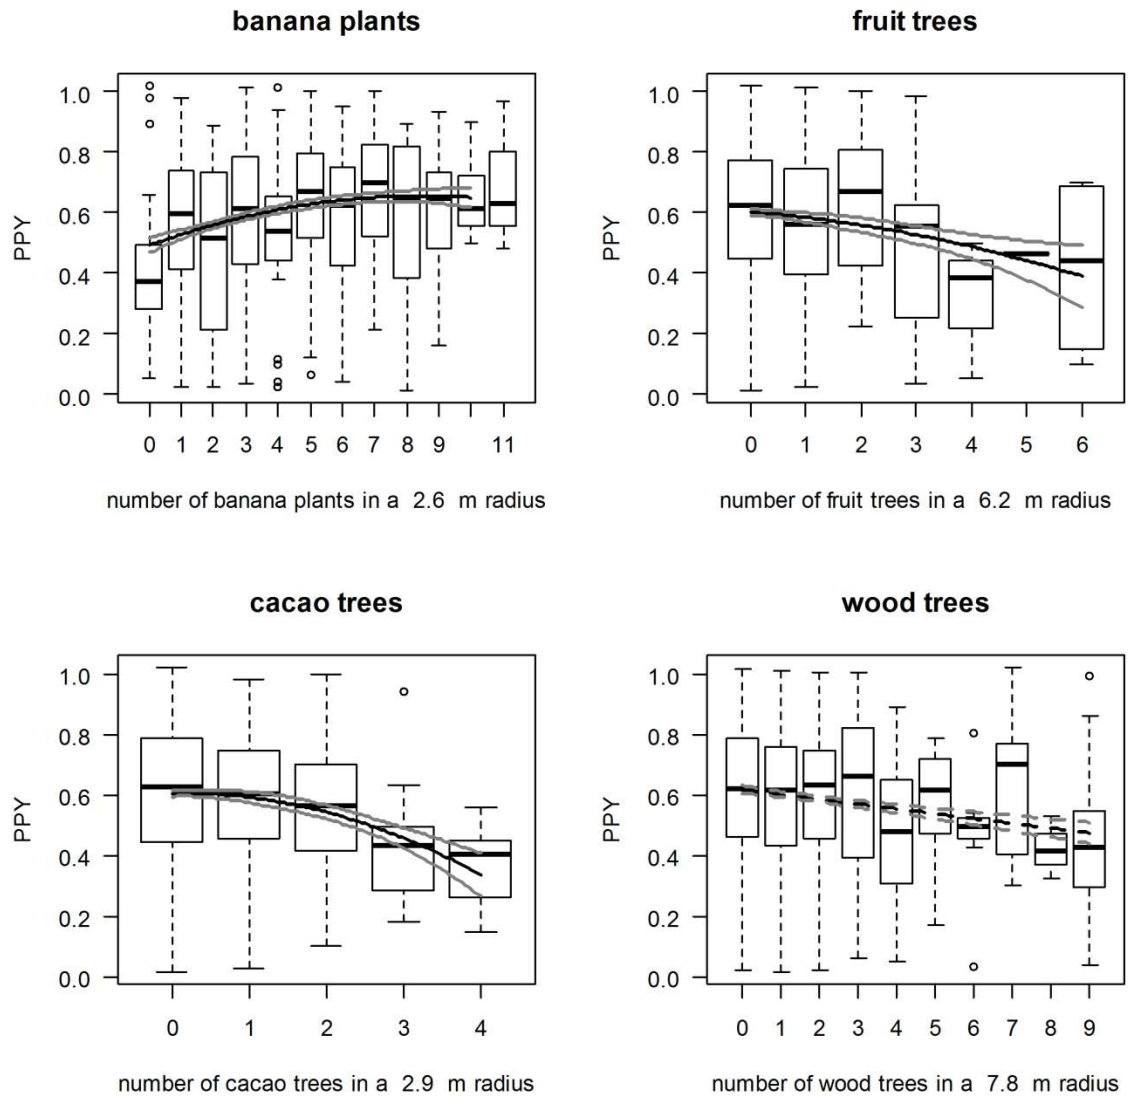 banana plants
PPY
1.0
0.8
0.6
0.4
0.2
0.0
0 1 2 3 4 5 6 7 8 9 11
number of banana plants in a 2.6 m radius
fruit trees
PPY
1.0
0.8
0.6
0.4
0.2
0.0
0 1 2 3 4 5 6
number of fruit trees in a 6.2 m radius
cacao trees
PPY
1.0
0.8
0.6
0.4
0.2
0.0
0 1 2 3 4
number of cacao trees in a 2.9 m radius
wood trees
PPY
1.0
0.8
0.6
0.4
0.2
0.0
0 1 2 3 4 5 6 7 8 9
number of wood trees in a 7.8 m radius